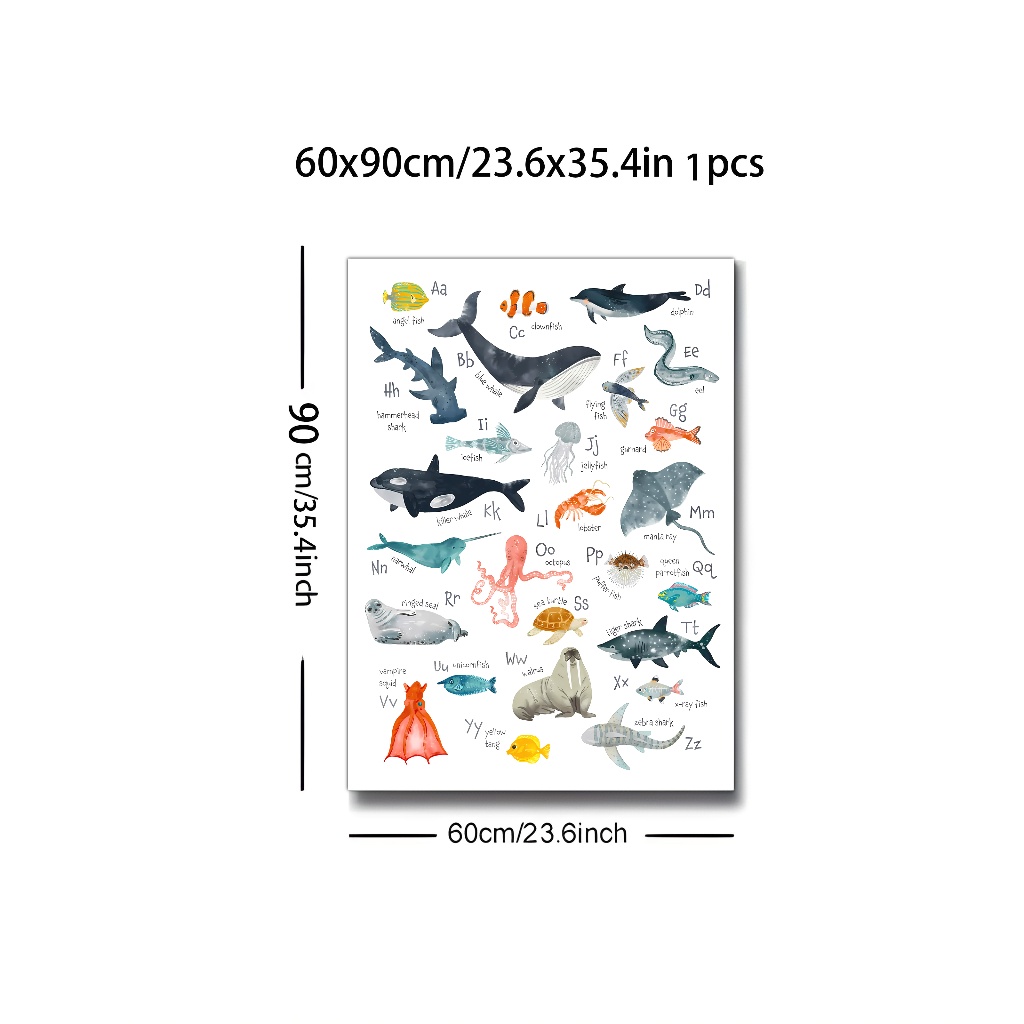 60x90cm/23.6x35.4in 1pcs
90 cm/35.4inch
Aa
angel fish
Cc clownfish
Dd
dolphin
Bb
blue whale
Ee
eel
Ff
flying
fish
Gg
gurnard
Hh
hammerhead
shark
Ii
icefish
Jj
jellyfish
killer whale Kk
Ll
lobster
Mm
manta ray
Nn
narwhal
Oo
octopus
Pp
puffer fish
queen
parrotfish Qq
ringed seal Rr
sea turtle Ss
tiger shark Tt
vampire
squid
Vv
Uu unicornfish
Ww
walrus
Xx
x-ray fish
Yy yellow
tang
zebra shark
Zz
60cm/23.6inch